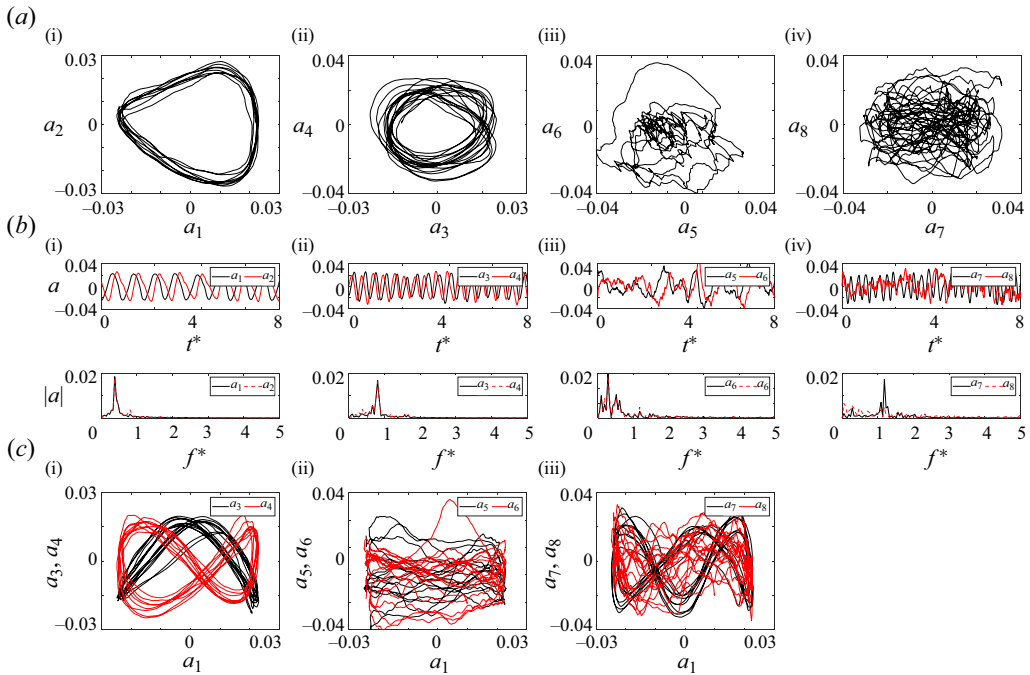 (a)
(i) (ii) (iii) (iv)
0.03 0.04 0.04 0.04
a2 0 a4 0 a6 0 a8 0
−0.03 −0.04 −0.04 −0.04
−0.03 0 0.03 −0.03 0 0.03 −0.04 0 0.04 −0.03 0 0.04
a1 a3 a5 a7
(b)
(i) (ii) (iii) (iv)
0.04 a1 a2 0.04 a3 a4 0.04 a5 a6 0.04 a7 a8
a 0 0 0 0
−0.04 −0.04 −0.04 −0.04
0 4 8 0 4 8 0 4 8 0 4 8
t* t* t* t*
0.02 a1 a2 0.02 a3 a4 0.02 a6 a6 0.02 a7 a8
|a|
0 1 2 3 4 5 0 1 2 3 4 5 0 1 2 3 4 5 0 1 2 3 4 5
f* f* f* f*
(c)
(i) (ii) (iii)
0.03 a3 a4 0.04 a5 a6 0.04 a7 a8
a3, a4 0 a5, a6 0 a7, a8 0
−0.03 −0.04 −0.04
−0.03 0 0.03 −0.03 0 0.03 −0.03 0 0.03
a1 a1 a1